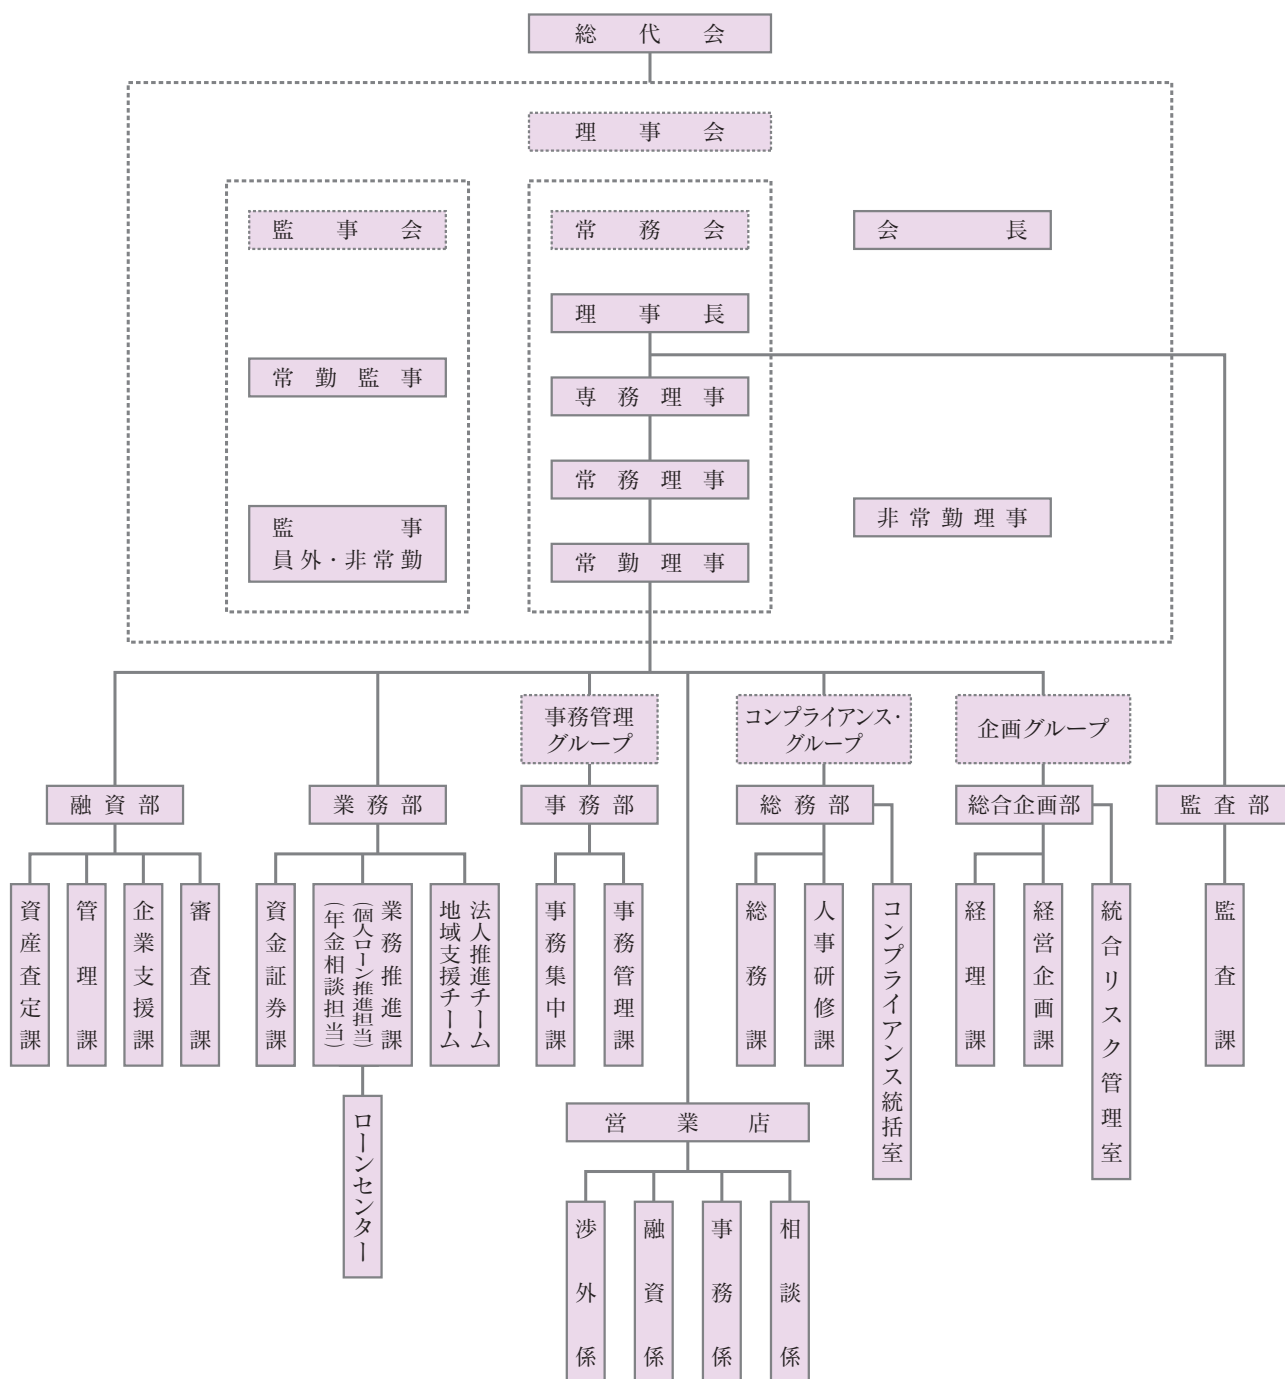 総代会
理事会
監事会
常務会
会長
理事長
常勤監事
専務理事
常務理事
非常勤理事
監事
員外・非常勤
常勤理事
事務管理
グループ
コンプライアンス・
グループ
企画グループ
融資部
業務部
事務部
総務部
総合企画部
監査部
資産査定課
管理課
企業支援課
審査課
資金証券課
業務推進課
(個人ローン推進担当)
(年金相談担当)
法人推進チーム
地域支援チーム
事務集中課
事務管理課
総務課
人事研修課
コンプライアンス統括室
経理課
経営企画課
統合リスク管理室
監査課
ローンセンター
営業店
渉外係
融資係
事務係
相談係